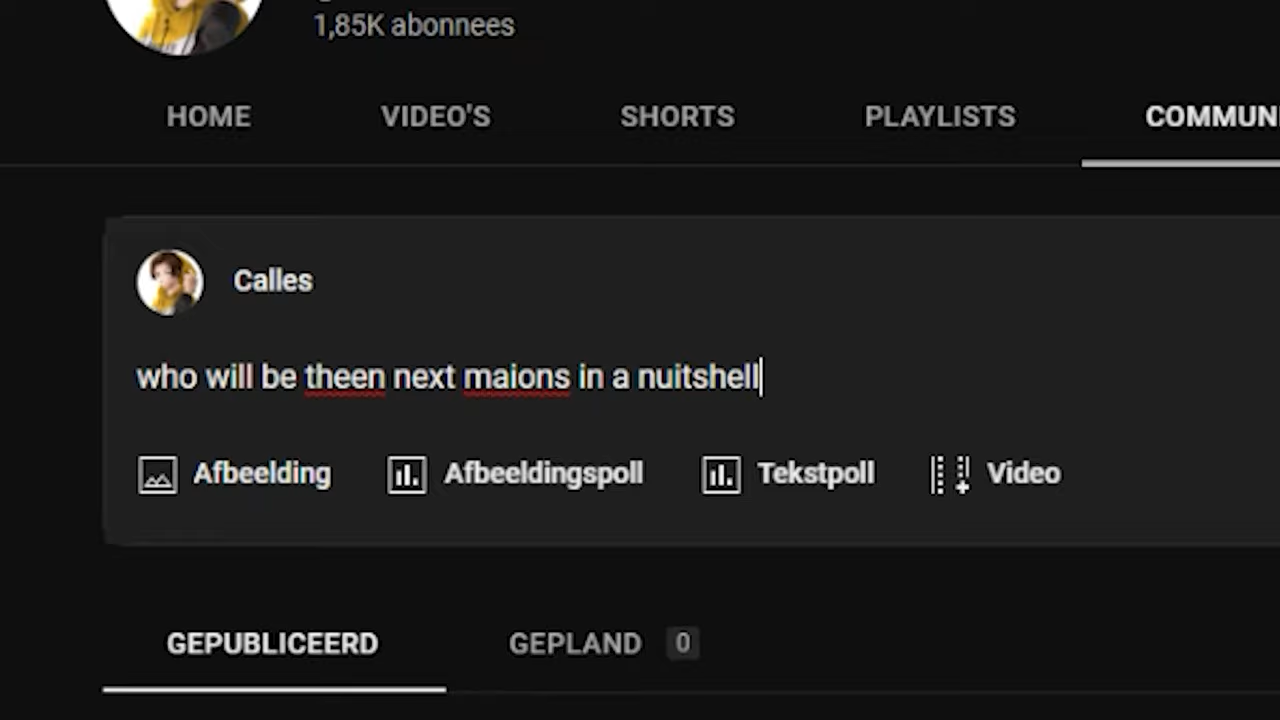 1,85K abonnees
HOME VIDEO'S SHORTS PLAYLISTS COMMUN
Calles
who will be theen next maions in a nuitshell
Afbeelding Afbeeldingspoll Tekstpoll Video
GEPUBLICEERD GEPLAND 0